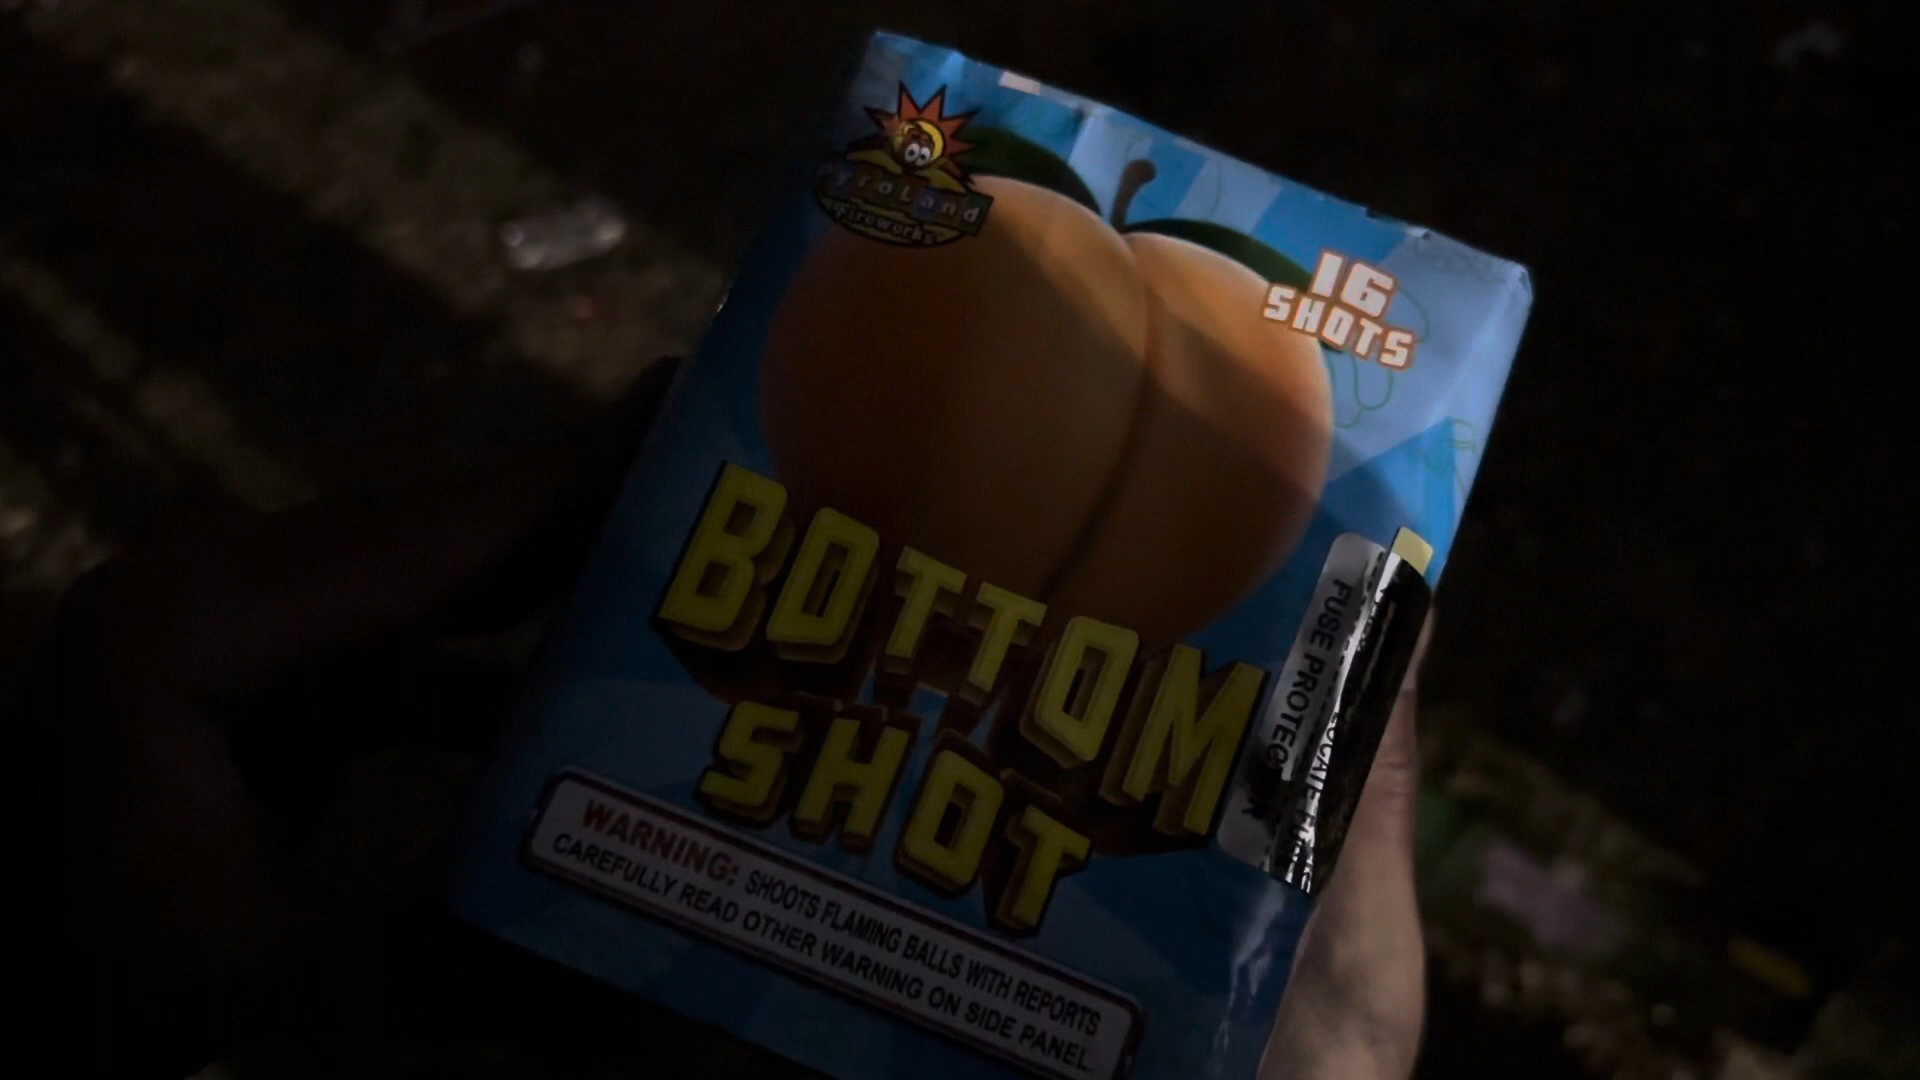 PyroLand
Fireworks
16
SHOTS
BOTTOM
SHOT
FUSE PROTECTOR
WARNING: SHOOTS FLAMING BALLS WITH REPORTS
CAREFULLY READ OTHER WARNING ON SIDE PANEL.